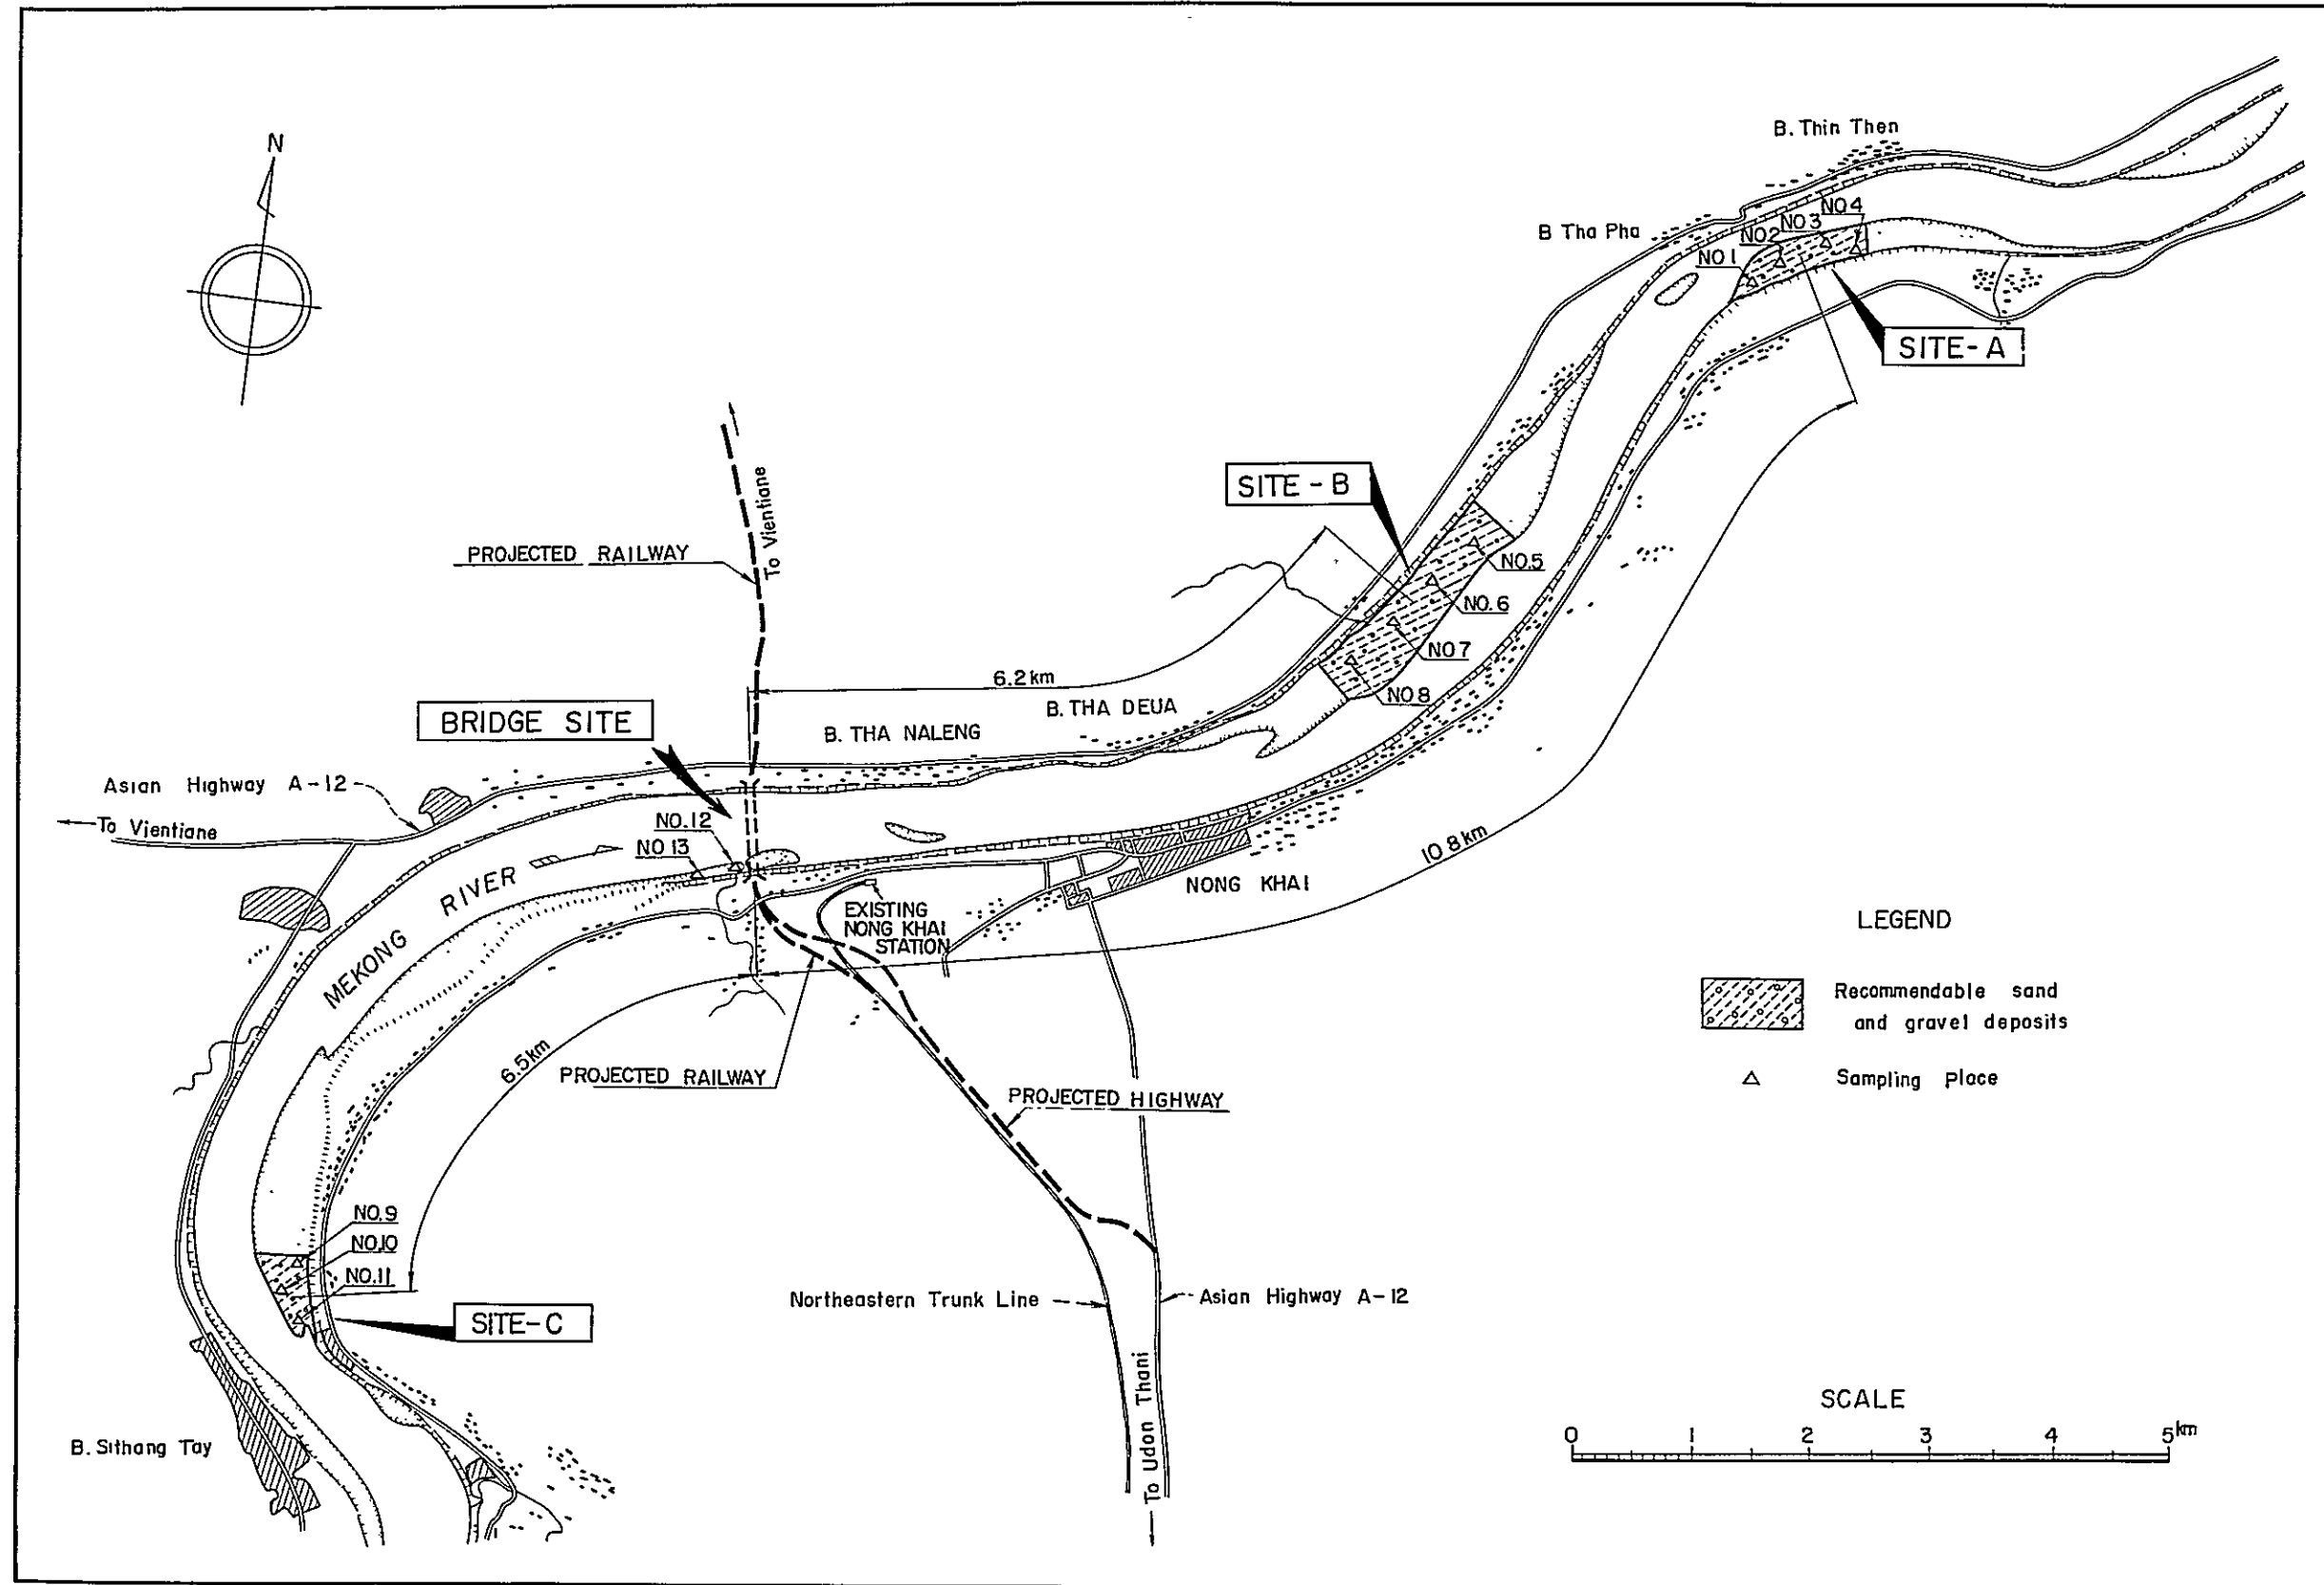 N
B. Thin Then
B Tha Pha
NO 1
NO 2
NO 3
NO 4
SITE-A
SITE-B
NO.5
NO.6
NO 7
NO 8
PROJECTED RAILWAY
To Vientiane
6.2 km
BRIDGE SITE
B. THA NALENG
B. THA DEUA
Asian Highway A-12
To Vientiane
NO.12
NO 13
MEKONG RIVER
EXISTING
NONG KHAI
STATION
NONG KHAI
10 8 km
6.5 km
PROJECTED RAILWAY
PROJECTED HIGHWAY
NO.9
NO.10
NO.11
SITE-C
Northeastern Trunk Line
Asian Highway A-12
To Udon Thani
B. Sithang Tay
LEGEND
Recommendable sand
and gravel deposits
Sampling Place
SCALE
0 1 2 3 4 5 km